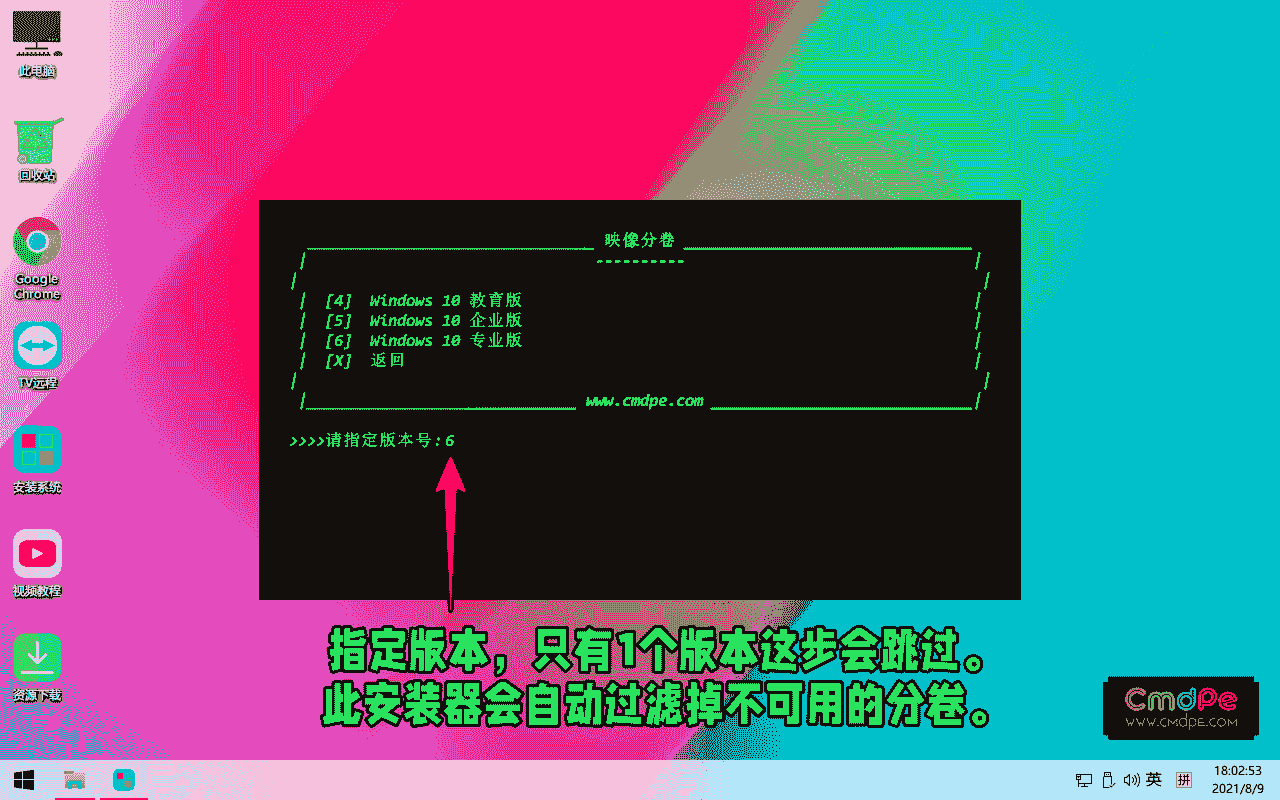 此电脑
回收站
Google
Chrome
TV远程
安装系统
视频教程
资源下载
映像分卷
----------
[4] Windows 10 教育版
[5] Windows 10 企业版
[6] Windows 10 专业版
[X] 返回
www.cmdpe.com
>>>>请指定版本号:6
指定版本，只有1个版本这步会跳过。
此安装器会自动过滤掉不可用的分卷。
CmdPe
WWW.CMDPE.COM
英
拼
18:02:53
2021/8/9